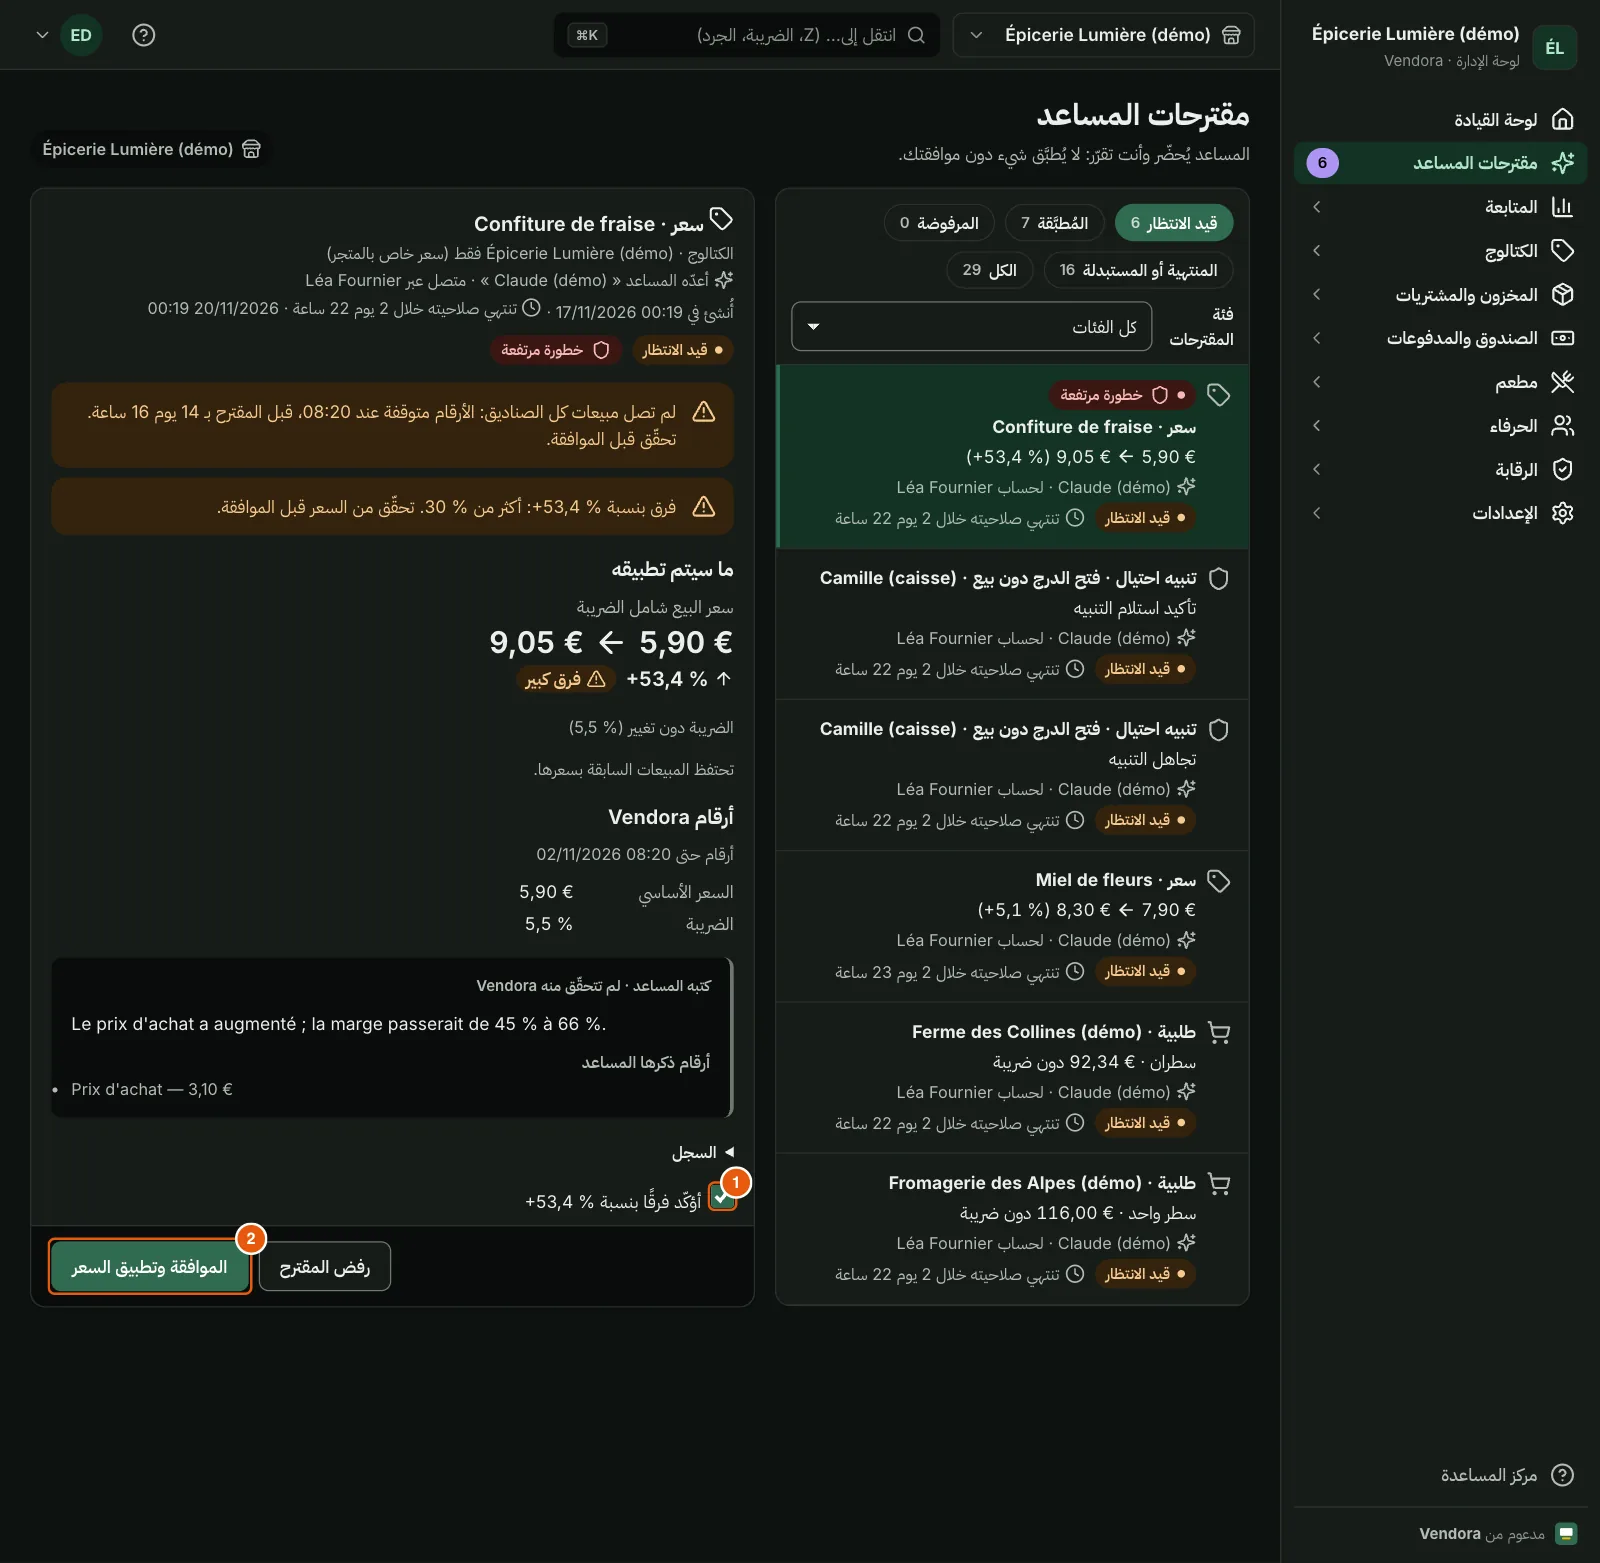 Épicerie Lumière (démo)
لوحة الإدارة · Vendora
ÉL
لوحة القيادة
مقترحات المساعد
6
المتابعة
الكتالوج
المخزون والمشتريات
الصندوق والمدفوعات
مطعم
الحرفاء
الرقابة
الإعدادات
مركز المساعدة
مدعوم من Vendora
Épicerie Lumière (démo)
انتقل إلى... (Z، الضريبة، الجرد)
⌘K
ED
مقترحات المساعد
المساعد يُحضّر وأنت تقرّر: لا يُطبَّق شيء دون موافقتك.
Épicerie Lumière (démo)
قيد الانتظار 6
المُطبَّقة 7
المرفوضة 0
المنتهية أو المستبدلة 16
الكل 29
فئة المقترحات
كل الفئات
خطورة مرتفعة
سعر · Confiture de fraise
5,90 € ← 9,05 € (+53,4 %)
Claude (démo) · لحساب Léa Fournier
قيد الانتظار
تنتهي صلاحيته خلال 2 يوم 22 ساعة
تنبيه احتيال · فتح الدرج دون بيع · Camille (caisse)
تأكيد استلام التنبيه
Claude (démo) · لحساب Léa Fournier
قيد الانتظار
تنتهي صلاحيته خلال 2 يوم 22 ساعة
تنبيه احتيال · فتح الدرج دون بيع · Camille (caisse)
تجاهل التنبيه
Claude (démo) · لحساب Léa Fournier
قيد الانتظار
تنتهي صلاحيته خلال 2 يوم 22 ساعة
سعر · Miel de fleurs
7,90 € ← 8,30 € (+5,1 %)
Claude (démo) · لحساب Léa Fournier
قيد الانتظار
تنتهي صلاحيته خلال 2 يوم 23 ساعة
طلبية · Ferme des Collines (démo)
سطران · 92,34 € دون ضريبة
Claude (démo) · لحساب Léa Fournier
قيد الانتظار
تنتهي صلاحيته خلال 2 يوم 22 ساعة
طلبية · Fromagerie des Alpes (démo)
سطر واحد · 116,00 € دون ضريبة
Claude (démo) · لحساب Léa Fournier
قيد الانتظار
تنتهي صلاحيته خلال 2 يوم 22 ساعة
سعر · Confiture de fraise
الكتالوج · Épicerie Lumière (démo) فقط (سعر خاص بالمتجر)
أعدّه المساعد « Claude (démo) » · متصل عبر Léa Fournier
أُنشئ في 17/11/2026 00:19 · تنتهي صلاحيته خلال 2 يوم 22 ساعة · 20/11/2026 00:19
قيد الانتظار
خطورة مرتفعة
لم تصل مبيعات كل الصناديق: الأرقام متوقفة عند 08:20، قبل المقترح بـ 14 يوم 16 ساعة.
تحقّق قبل الموافقة.
فرق بنسبة % 53,4+: أكثر من % 30. تحقّق من السعر قبل الموافقة.
ما سيتم تطبيقه
سعر البيع شامل الضريبة
5,90 € ← 9,05 €
↑ +53,4 %
فرق كبير
الضريبة دون تغيير (% 5,5)
تحتفظ المبيعات السابقة بسعرها.
أرقام Vendora
أرقام حتى 02/11/2026 08:20
السعر الأساسي 5,90 €
الضريبة 5,5 %
كتبه المساعد · لم تتحقّق منه Vendora
Le prix d'achat a augmenté ; la marge passerait de 45 % à 66 %.
أرقام ذكرها المساعد
• Prix d'achat — 3,10 €
السجل
1
أؤكّد فرقًا بنسبة % 53,4+
رفض المقترح
2
الموافقة وتطبيق السعر